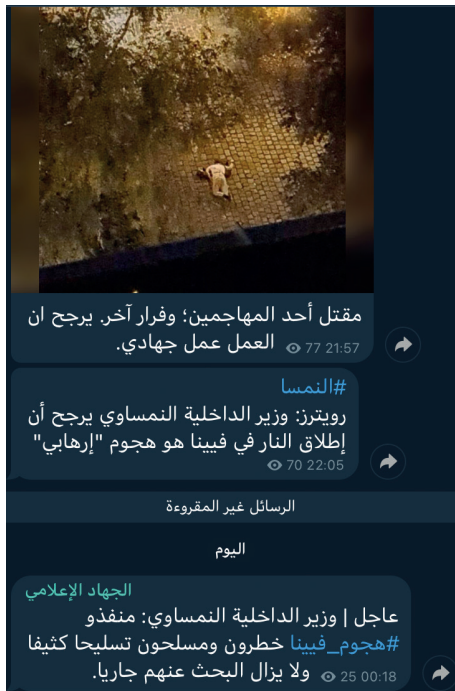 مقتل أحد المهاجمين؛ وفرار آخر. يرجح ان
العمل عمل جهادي.
77 21:57
#النمسا
رويترز: وزير الداخلية النمساوي يرجح أن
إطلاق النار في فيينا هو هجوم "إرهابي"
70 22:05
الرسائل غير المقروءة
اليوم
الجهاد الإعلامي
عاجل | وزير الداخلية النمساوي: منفذو
#هجوم_فيينا خطرون ومسلحون تسليحا كثيفا
ولا يزال البحث عنهم جاريا.
25 00:18